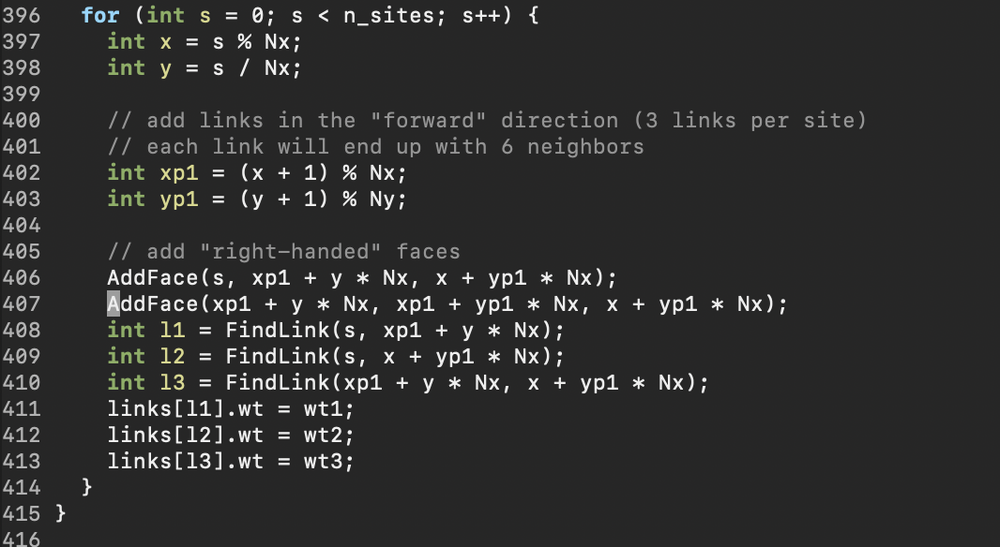 396   for (int s = 0; s < n_sites; s++) {
397     int x = s % Nx;
398     int y = s / Nx;
399
400     // add links in the "forward" direction (3 links per site)
401     // each link will end up with 6 neighbors
402     int xp1 = (x + 1) % Nx;
403     int yp1 = (y + 1) % Ny;
404
405     // add "right-handed" faces
406     AddFace(s, xp1 + y * Nx, x + yp1 * Nx);
407     AddFace(xp1 + y * Nx, xp1 + yp1 * Nx, x + yp1 * Nx);
408     int l1 = FindLink(s, xp1 + y * Nx);
409     int l2 = FindLink(s, x + yp1 * Nx);
410     int l3 = FindLink(xp1 + y * Nx, x + yp1 * Nx);
411     links[l1].wt = wt1;
412     links[l2].wt = wt2;
413     links[l3].wt = wt3;
414   }
415 }
416